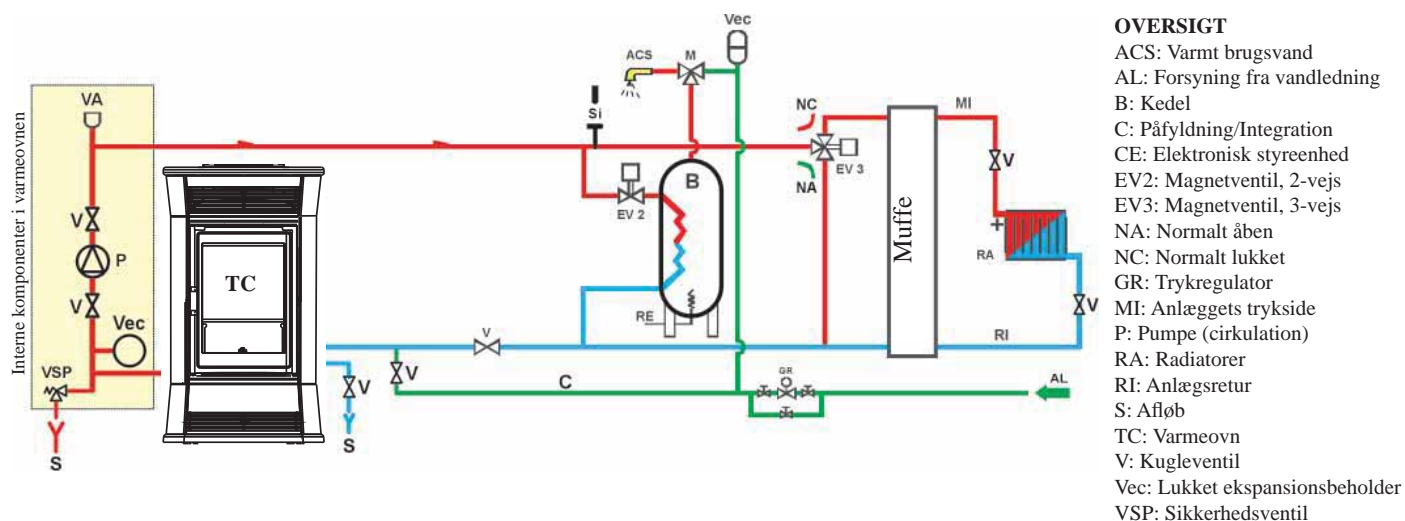 Interne komponenter i varmeovnen
VA
V
P
V
Vec
VSP
S
TC
V
S
V
V
C
Si
EV 2
ACS
M
Vec
B
RE
NC
NA
EV 3
GR
AL
Muffe
MI
V
+
RA
V
RI
OVERSIGT
ACS: Varmt brugsvand
AL: Forsyning fra vandledning
B: Kedel
C: Påfyldning/Integration
CE: Elektronisk styreenhed
EV2: Magnetventil, 2-vejs
EV3: Magnetventil, 3-vejs
NA: Normalt åben
NC: Normalt lukket
GR: Trykregulator
MI: Anlæggets trykside
P: Pumpe (cirkulation)
RA: Radiatorer
RI: Anlægsretur
S: Afløb
TC: Varmeovn
V: Kugleventil
Vec: Lukket ekspansionsbeholder
VSP: Sikkerhedsventil